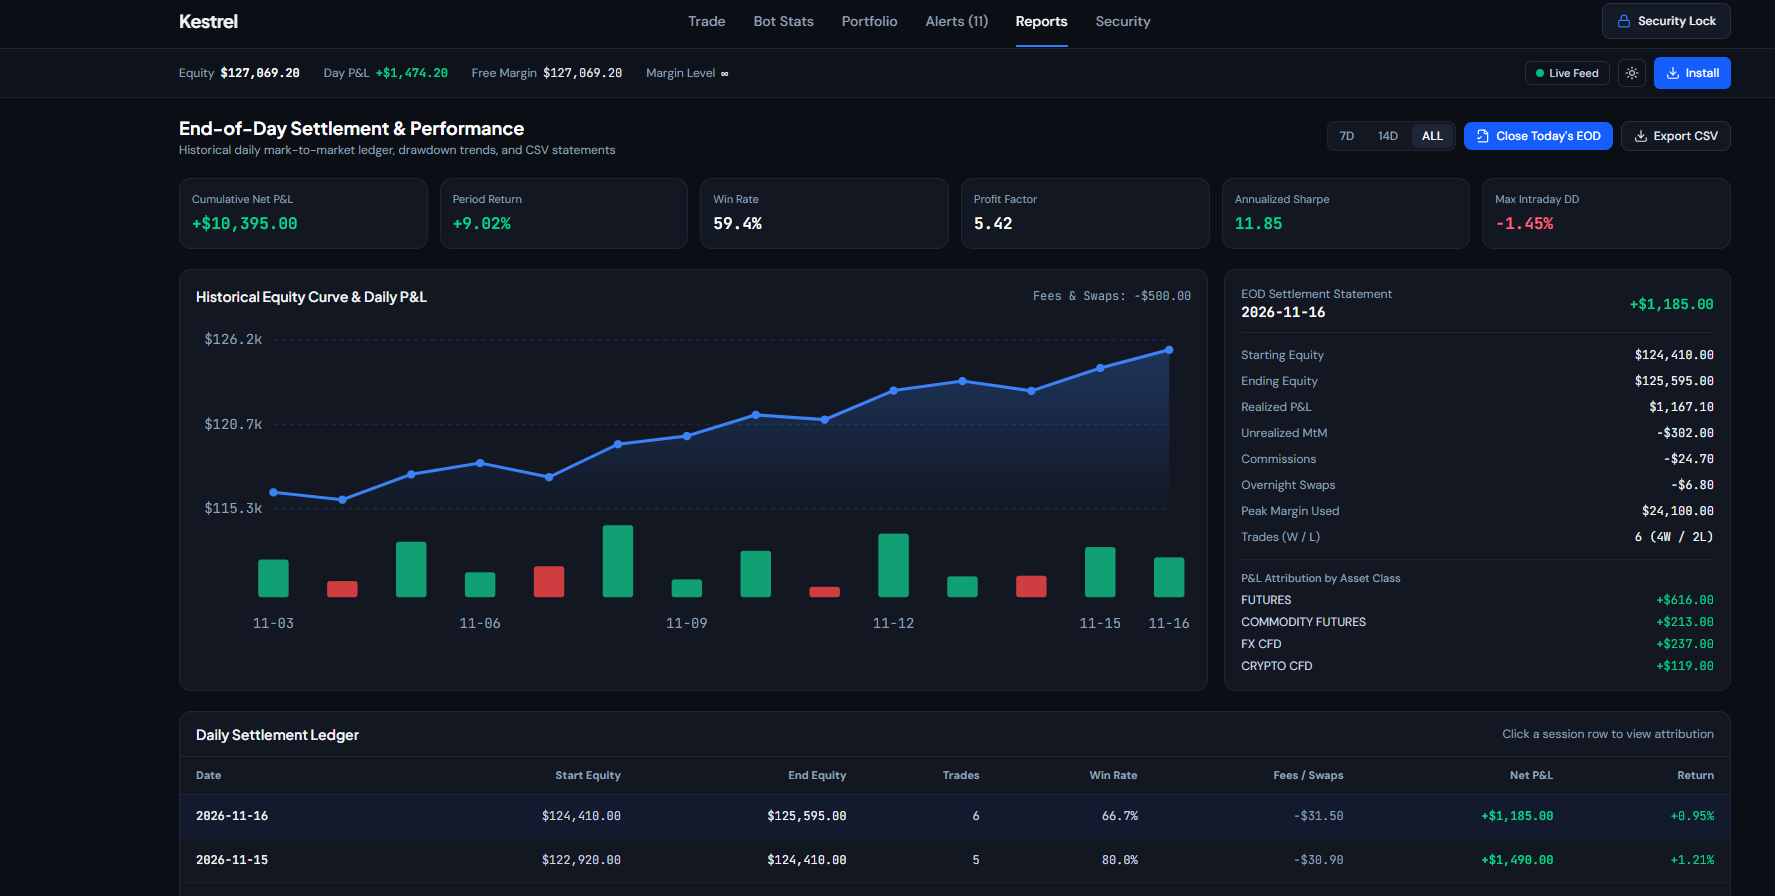 Kestrel
Trade Bot Stats Portfolio Alerts (11) Reports Security
Security Lock
Equity $127,069.20 Day P&L +$1,474.20 Free Margin $127,069.20 Margin Level ∞
Live Feed
Install
End-of-Day Settlement & Performance
Historical daily mark-to-market ledger, drawdown trends, and CSV statements
7D 14D ALL
Close Today's EOD
Export CSV
Cumulative Net P&L
+$10,395.00
Period Return
+9.02%
Win Rate
59.4%
Profit Factor
5.42
Annualized Sharpe
11.85
Max Intraday DD
-1.45%
Historical Equity Curve & Daily P&L
Fees & Swaps: -$500.00
$126.2k
$120.7k
$115.3k
11-03 11-06 11-09 11-12 11-15 11-16
EOD Settlement Statement
2026-11-16
+$1,185.00
Starting Equity $124,410.00
Ending Equity $125,595.00
Realized P&L $1,167.10
Unrealized MtM -$302.00
Commissions -$24.70
Overnight Swaps -$6.80
Peak Margin Used $24,100.00
Trades (W / L) 6 (4W / 2L)
P&L Attribution by Asset Class
FUTURES +$616.00
COMMODITY FUTURES +$213.00
FX CFD +$237.00
CRYPTO CFD +$119.00
Daily Settlement Ledger
Click a session row to view attribution
Date Start Equity End Equity Trades Win Rate Fees / Swaps Net P&L Return
2026-11-16 $124,410.00 $125,595.00 6 66.7% -$31.50 +$1,185.00 +0.95%
2026-11-15 $122,920.00 $124,410.00 5 80.0% -$30.90 +$1,490.00 +1.21%